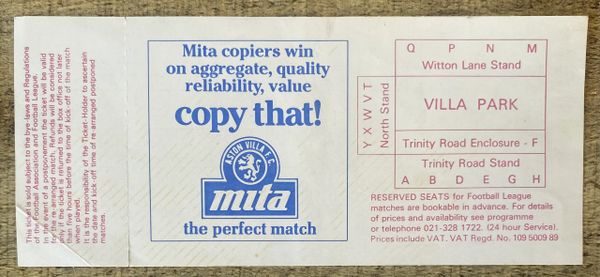 This ticket is sold subject to the bye-laws and Regulations
of the Football Association and Football League.
In the event of a postponement the ticket will be valid
for the re-arranged match. Refunds will be considered
only if the ticket is returned to the box office not later
than five hours before the time of kick-off of the match
when played.
It is the responsibility of the Ticket-Holder to ascertain
the date and kick-off time of re-arranged postponed
matches.
Mita copiers win
on aggregate, quality
reliability, value
copy that!
ASTON VILLA F.C.
mita
the perfect match
Q P N M
Witton Lane Stand
Y X W V T
North Stand
VILLA PARK
Trinity Road Enclosure - F
Trinity Road Stand
A B D E G H
RESERVED SEATS for Football League
matches are bookable in advance. For details
of prices and availability see programme
or telephone 021-328 1722. (24 hour Service).
Prices include VAT. VAT Regd. No. 109 5009 89